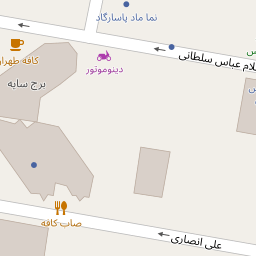 نما ماد پاسارگاد
لام عباس سلطانی
کافه طهرا
دینوموتور
برج سایه
صاب کافه
علی انصاری